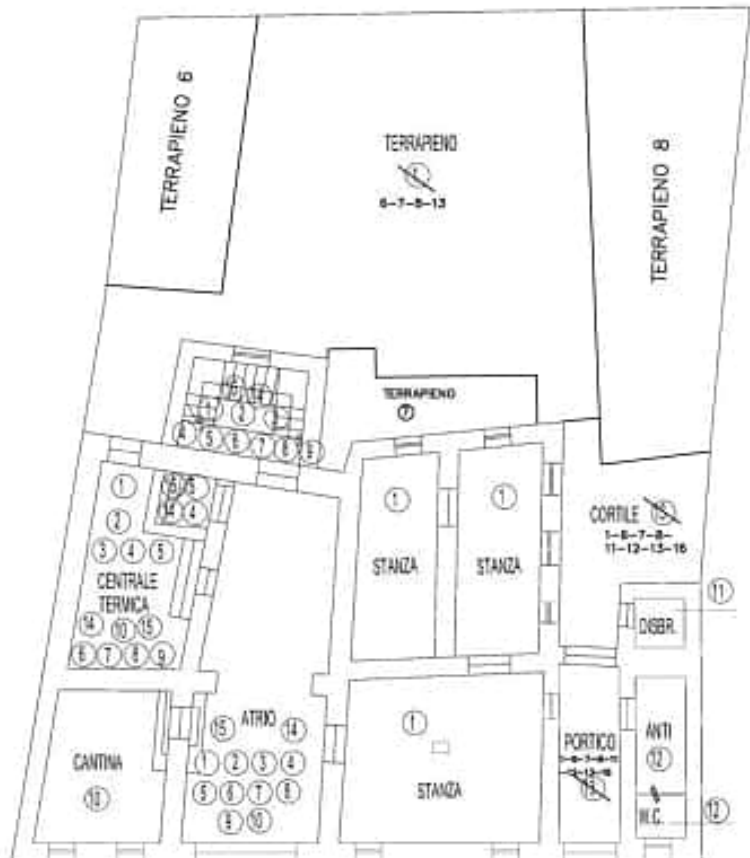 TERRAPIENO 6
TERRAPIENO
6-7-8-13
TERRAPIENO 8
TERRAPIENO
7
1 2
4 5 6 7 8 9
1
2
3 4 5
CENTRALE
TERMICA
14 10 15
6 7 8 9
14 4
1
STANZA
1
STANZA
CORTILE
1-6-7-8-
11-12-13-16
11
DISBR.
CANTINA
10
ATRIO
15 14
1 2 3 4
5 6 7 8
9 10
1
STANZA
PORTICO
ANTI
12
W.C.
12